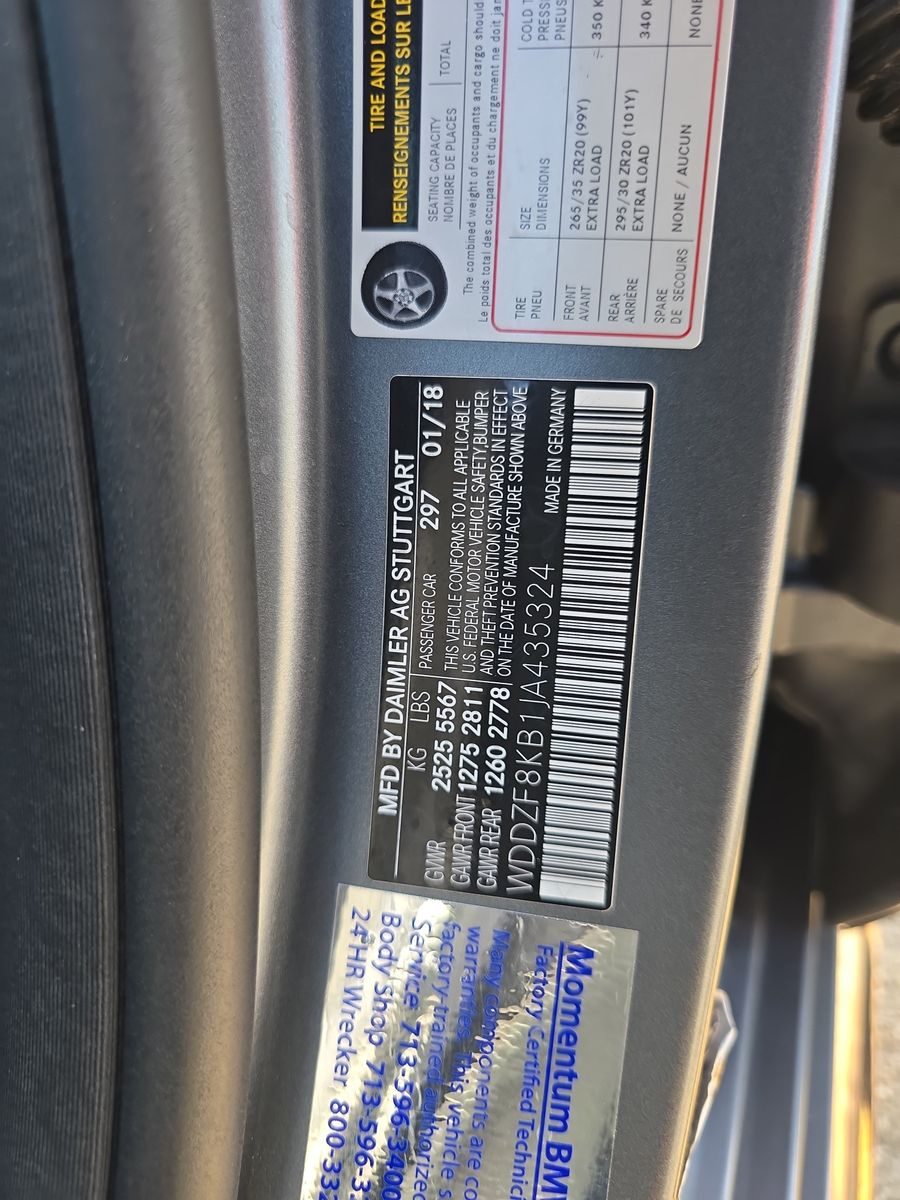 TIRE AND LOAD
RENSEIGNEMENTS SUR LE
SEATING CAPACITY
NOMBRE DE PLACES
TOTAL
The combined weight of occupants and cargo should
Le poids total des occupants et du chargement ne doit jam
TIRE
PNEU
SIZE
DIMENSIONS
COLD T
PRESS
PNEUS
FRONT
AVANT
265/35 ZR20 (99Y)
EXTRA LOAD
350 K
REAR
ARRIÈRE
295/30 ZR20 (101Y)
EXTRA LOAD
340 K
SPARE
DE SECOURS
NONE / AUCUN
NONE
MFD BY DAIMLER AG STUTTGART
KG LBS PASSENGER CAR 297 01/18
GVWR 2525 5567 THIS VEHICLE CONFORMS TO ALL APPLICABLE
GAWR FRONT 1275 2811 U.S. FEDERAL MOTOR VEHICLE SAFETY, BUMPER
GAWR REAR 1260 2778 AND THEFT PREVENTION STANDARDS IN EFFECT
ON THE DATE OF MANUFACTURE SHOWN ABOVE
WDDZF8KB1JA435324 MADE IN GERMANY
Momentum BM
Factory Certified Technici
Many components are co
warranties, this vehicle s
factory trained authorized
Service 713-596-3400
Body Shop 713-596-3
24 HR Wrecker 800-334